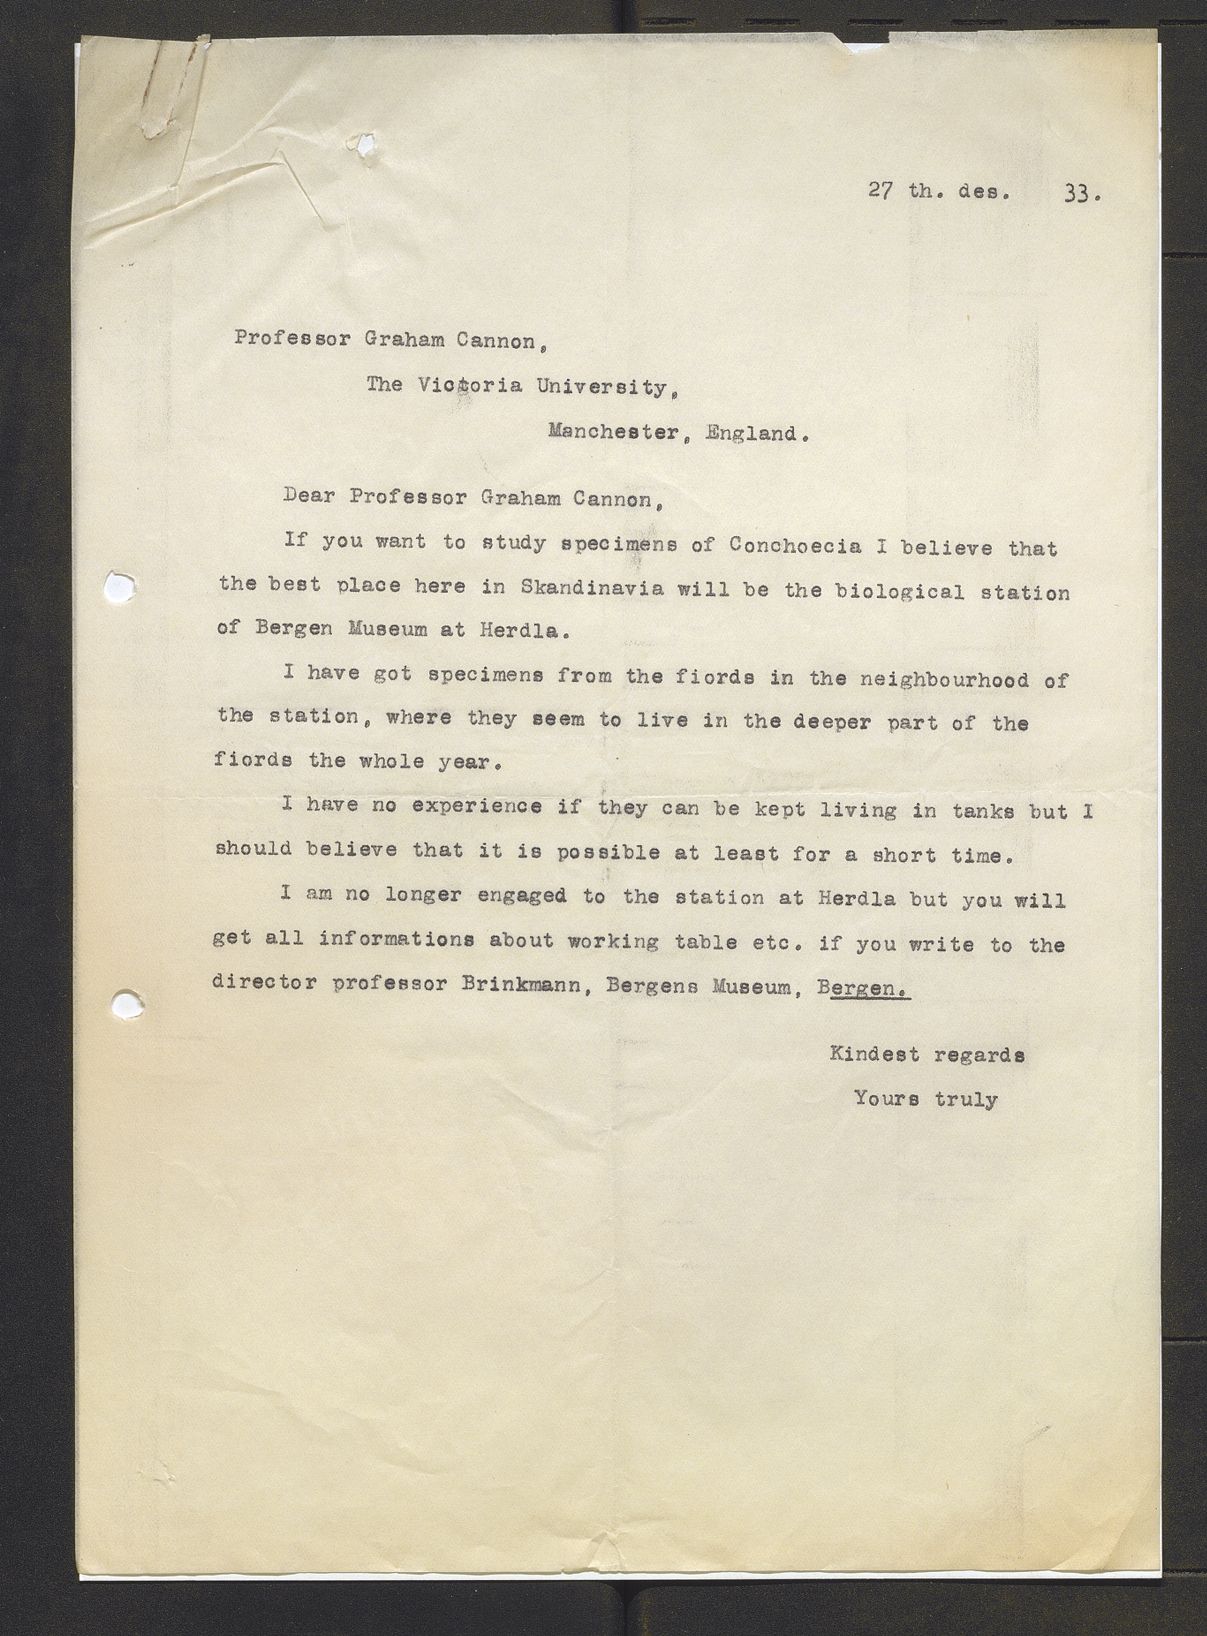 27 th. des. 33.
Professor Graham Cannon,
The Victoria University,
Manchester, England.
Dear Professor Graham Cannon,
If you want to study specimens of Conchoecia I believe that
the best place here in Skandinavia will be the biological station
of Bergen Museum at Herdla.
I have got specimens from the fiords in the neighbourhood of
the station, where they seem to live in the deeper part of the
fiords the whole year.
I have no experience if they can be kept living in tanks but I
should believe that it is possible at least for a short time.
I am no longer engaged to the station at Herdla but you will
get all informations about working table etc. if you write to the
director professor Brinkmann, Bergens Museum, Bergen.
Kindest regards
Yours truly